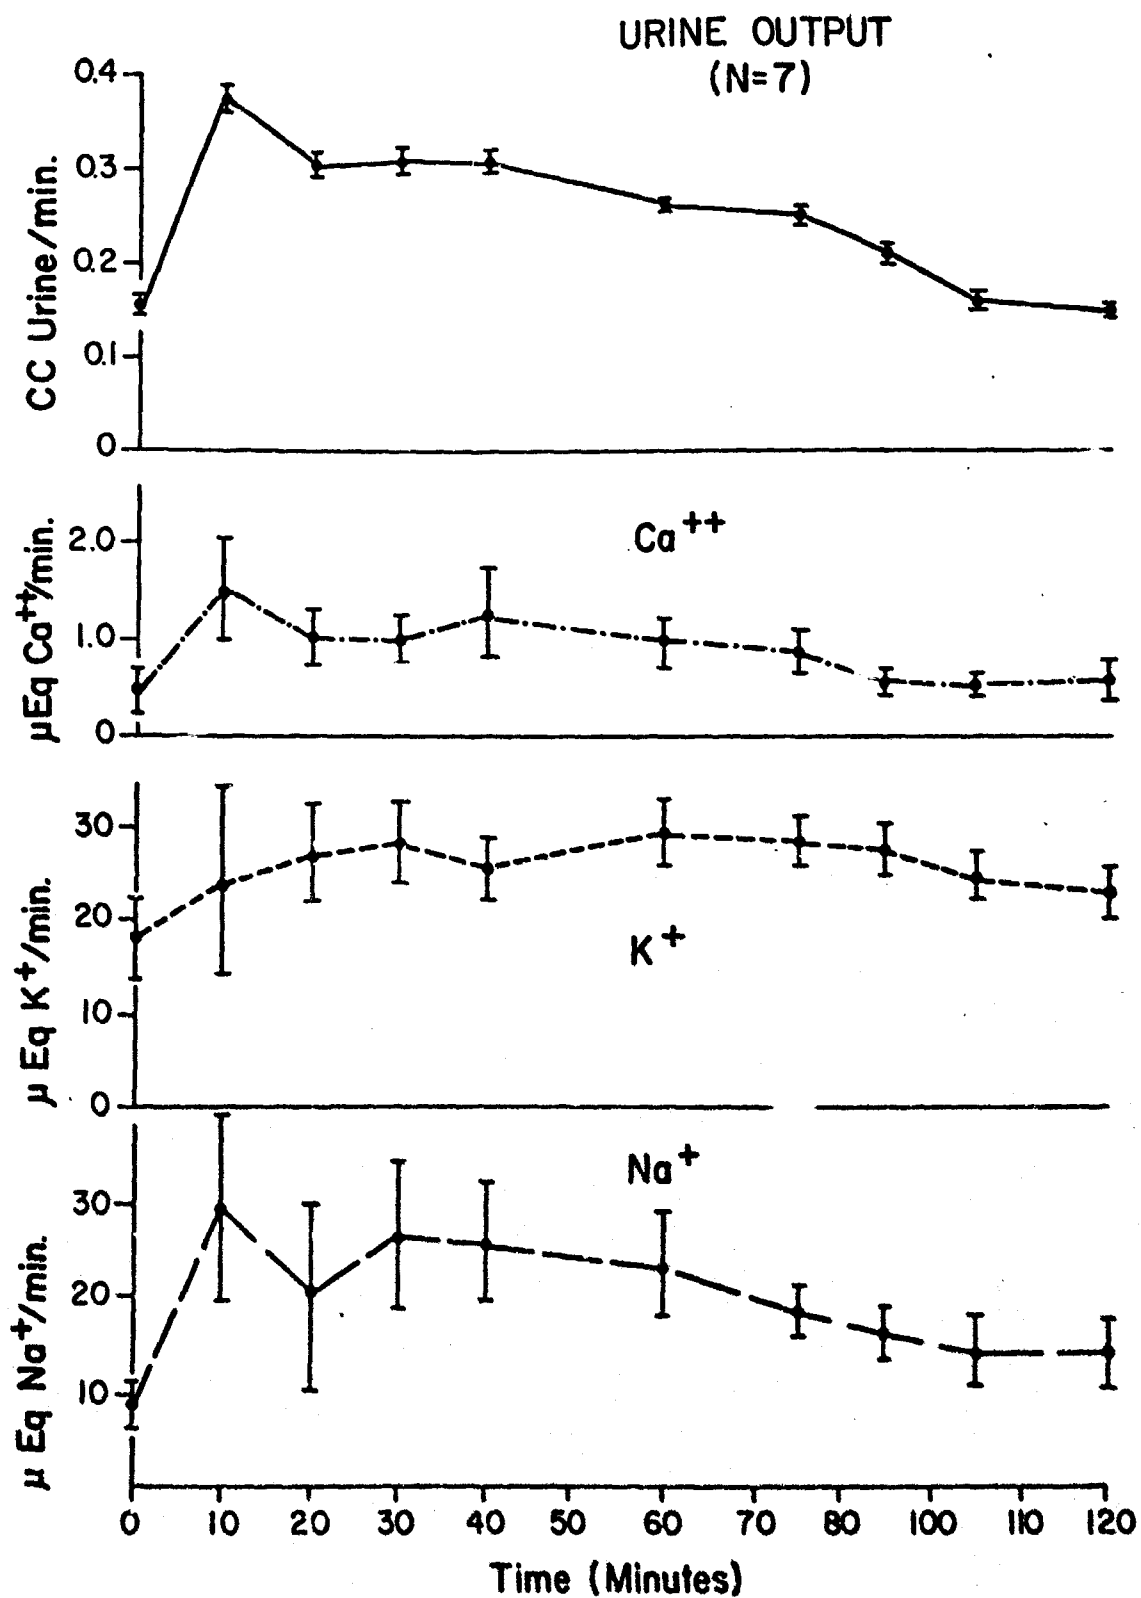 URINE OUTPUT
(N=7)
CC Urine/min.
0.4
0.3
0.2
0.1
0
Ca++
µEq Ca++/min.
2.0
1.0
0
K+
µ Eq K+/min.
30
20
10
0
Na+
µ Eq Na+/min.
30
20
10
0 10 20 30 40 50 60 70 80 100 110 120
Time (Minutes)